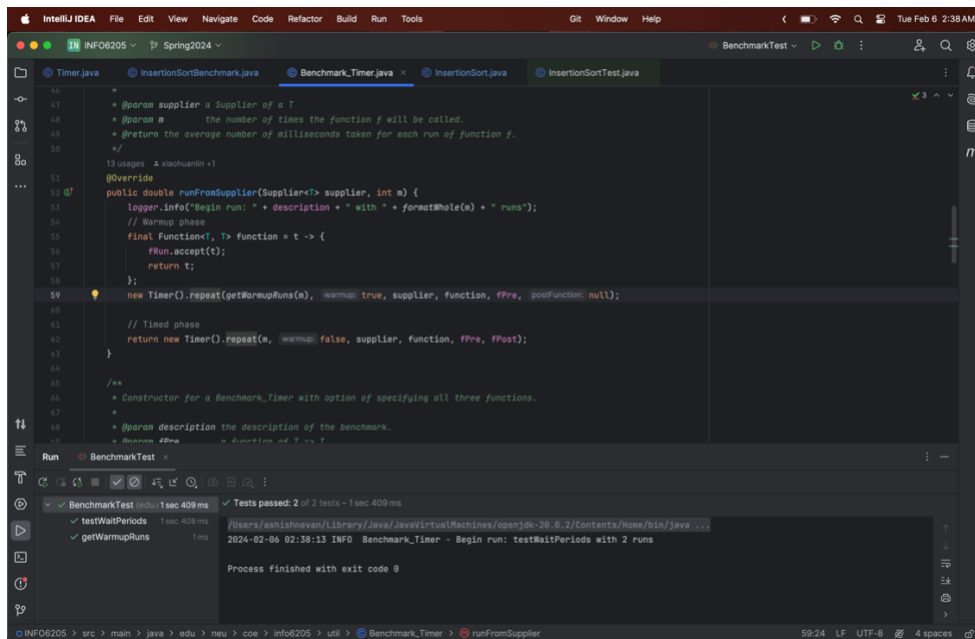 IntelliJ IDEA File Edit View Navigate Code Refactor Build Run Tools Git Window Help Tue Feb 6 2:38AM
IN INFO6205 Spring2024 BenchmarkTest
Timer.java InsertionSortBenchmark.java Benchmark_Timer.java × InsertionSort.java InsertionSortTest.java
46 *
47 * @param supplier a Supplier of a T
3
48 * @param m the number of times the function f will be called.
49 * @return the average number of milliseconds taken for each run of function f.
50 */
13 usages xiaohuanlin +1
51 @Override
52 public double runFromSupplier(Supplier<T> supplier, int m) {
53 logger.info("Begin run: " + description + " with " + formatWhole(m) + " runs");
54 // Warmup phase
55 final Function<T, T> function = t -> {
56 fRun.accept(t);
57 return t;
58 };
59 new Timer().repeat(getWarmupRuns(m), warmup: true, supplier, function, fPre, postFunction: null);
60
61 // Timed phase
62 return new Timer().repeat(m, warmup: false, supplier, function, fPre, fPost);
63 }
64
65 /**
66 * Constructor for a Benchmark_Timer with option of specifying all three functions.
67 *
68 * @param description the description of the benchmark.
69 * @param fPre a function of T => T
Run BenchmarkTest ×
BenchmarkTest (edu.) 1 sec 409 ms
testWaitPeriods 1 sec 408 ms
getWarmupRuns 1 ms
Tests passed: 2 of 2 tests – 1 sec 409 ms
/Users/ashishnevan/Library/Java/JavaVirtualMachines/openjdk-20.0.2/Contents/Home/bin/java ...
2024-02-06 02:38:13 INFO Benchmark_Timer - Begin run: testWaitPeriods with 2 runs
Process finished with exit code 0
INFO6205 > src > main > java > edu > neu > coe > info6205 > util > Benchmark_Timer > runFromSupplier 59:24 LF UTF-8 4 spaces